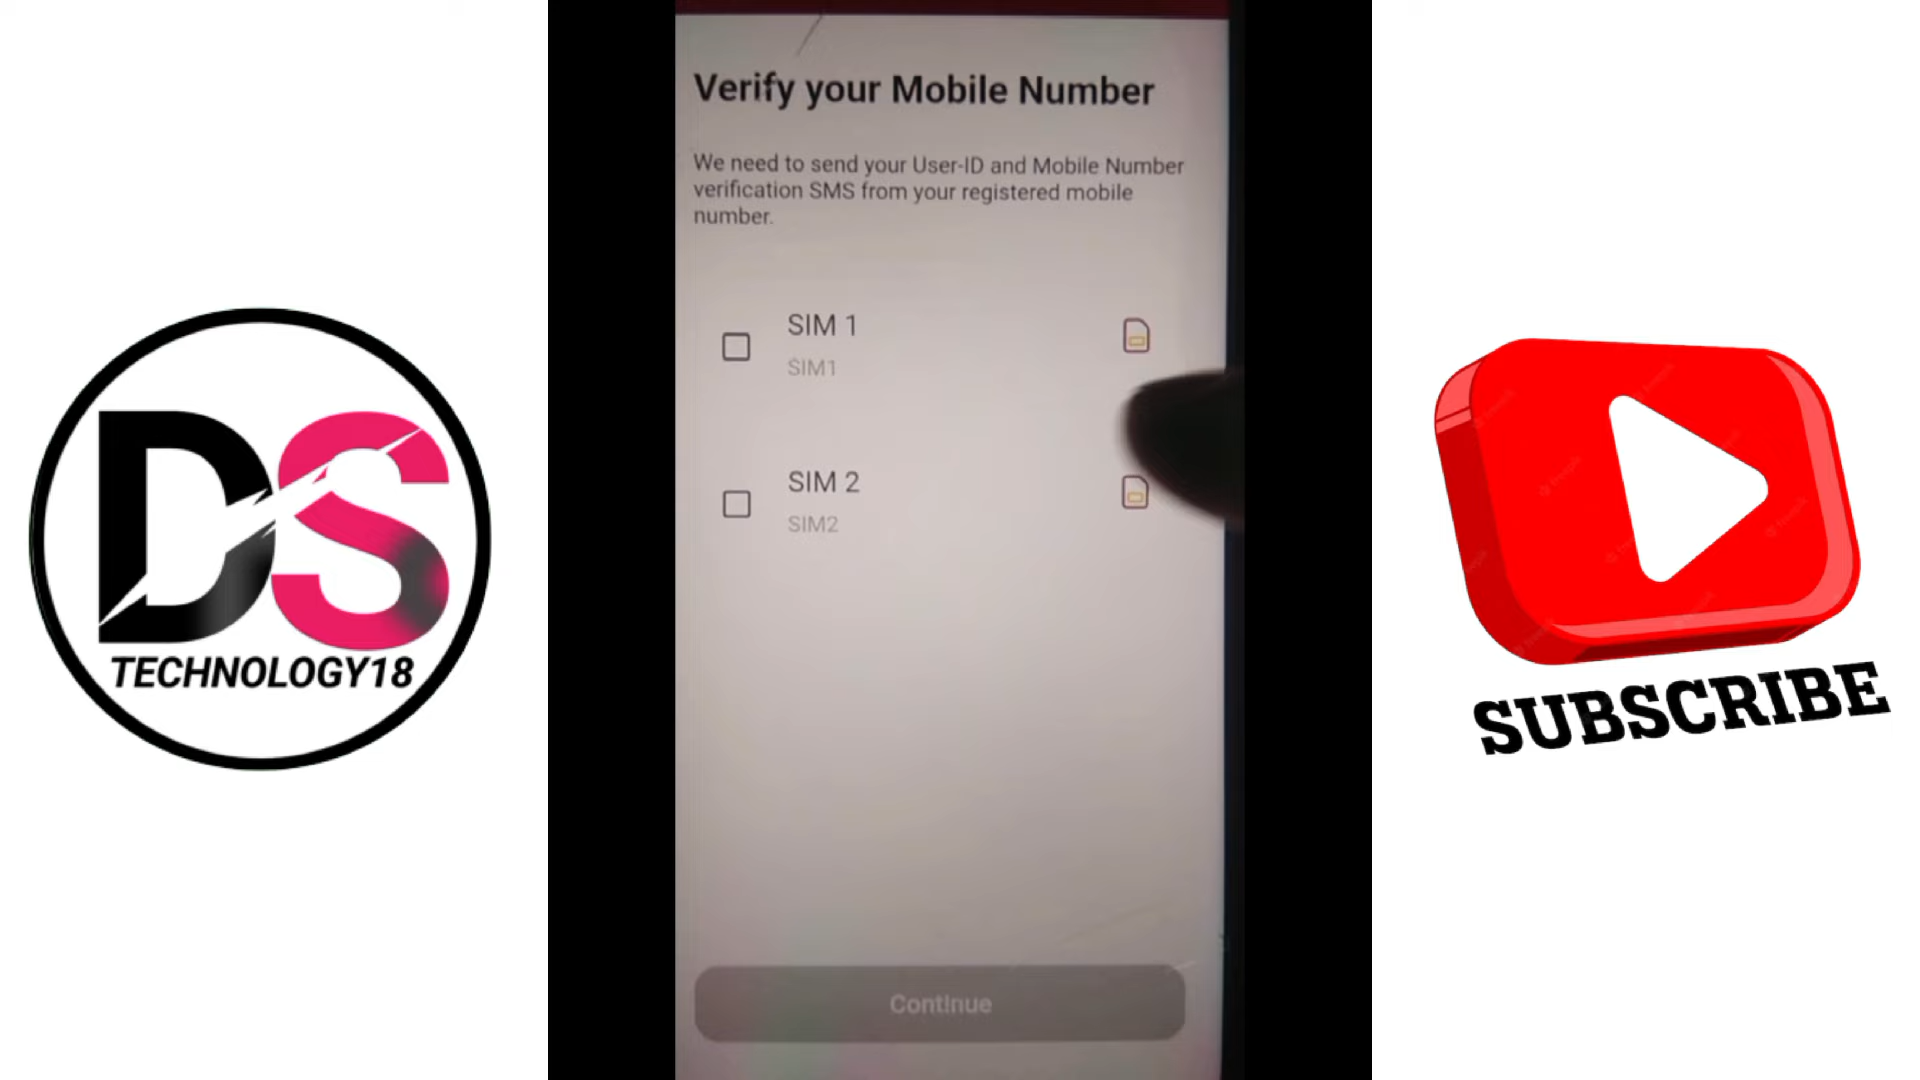 Verify your Mobile Number
We need to send your User-ID and Mobile Number
verification SMS from your registered mobile
number.
SIM 1
SIM1
SIM 2
SIM2
Continue
DS
TECHNOLOGY18
SUBSCRIBE